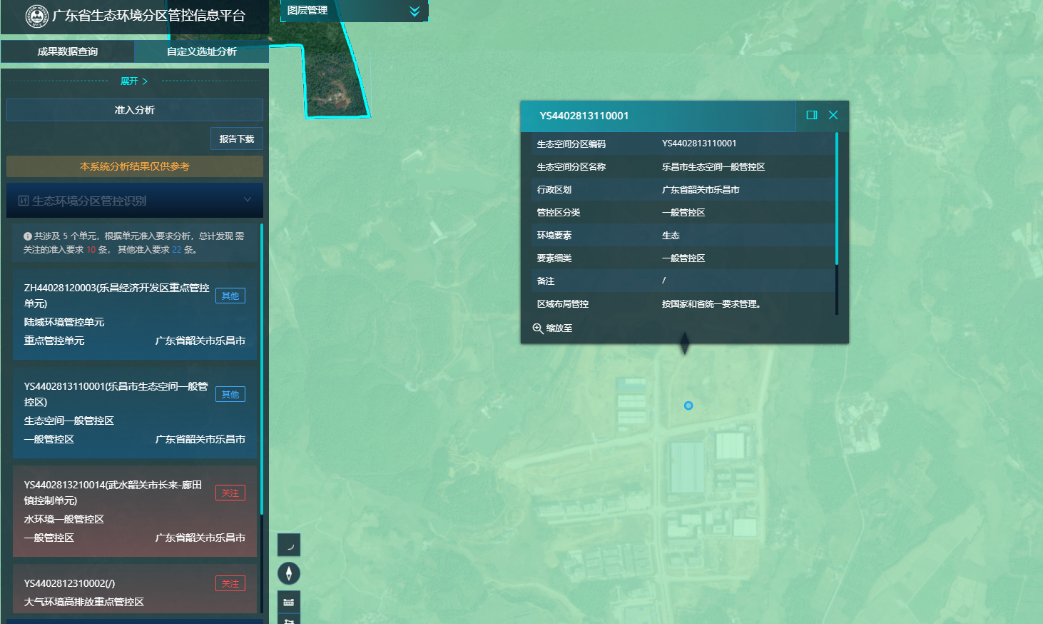 广东省生态环境分区管控信息平台
图层管理
成果数据查询
自定义选址分析
展开 >
准入分析
报告下载
本系统分析结果仅供参考
生态环境分区管控识别
共涉及 5 个单元，根据单元准入要求分析，总计发现 需
关注的准入要求 10 条， 其他准入要求 22 条。
ZH44028120003(乐昌经济开发区重点管控
单元)
其他
陆域环境管控单元
重点管控单元
广东省韶关市乐昌市
YS4402813110001(乐昌市生态空间一般管
控区)
其他
生态空间一般管控区
一般管控区
广东省韶关市乐昌市
YS4402813210014(武水韶关市长来-廊田
镇控制单元)
关注
水环境一般管控区
一般管控区
广东省韶关市乐昌市
YS4402812310002(/)
关注
大气环境高排放重点管控区
YS4402813110001
生态空间分区编码
YS4402813110001
生态空间分区名称
乐昌市生态空间一般管控区
行政区划
广东省韶关市乐昌市
管控区分类
一般管控区
环境要素
生态
要素细类
一般管控区
备注
/
区域布局管控
按国家和省统一要求管理。
缩放至